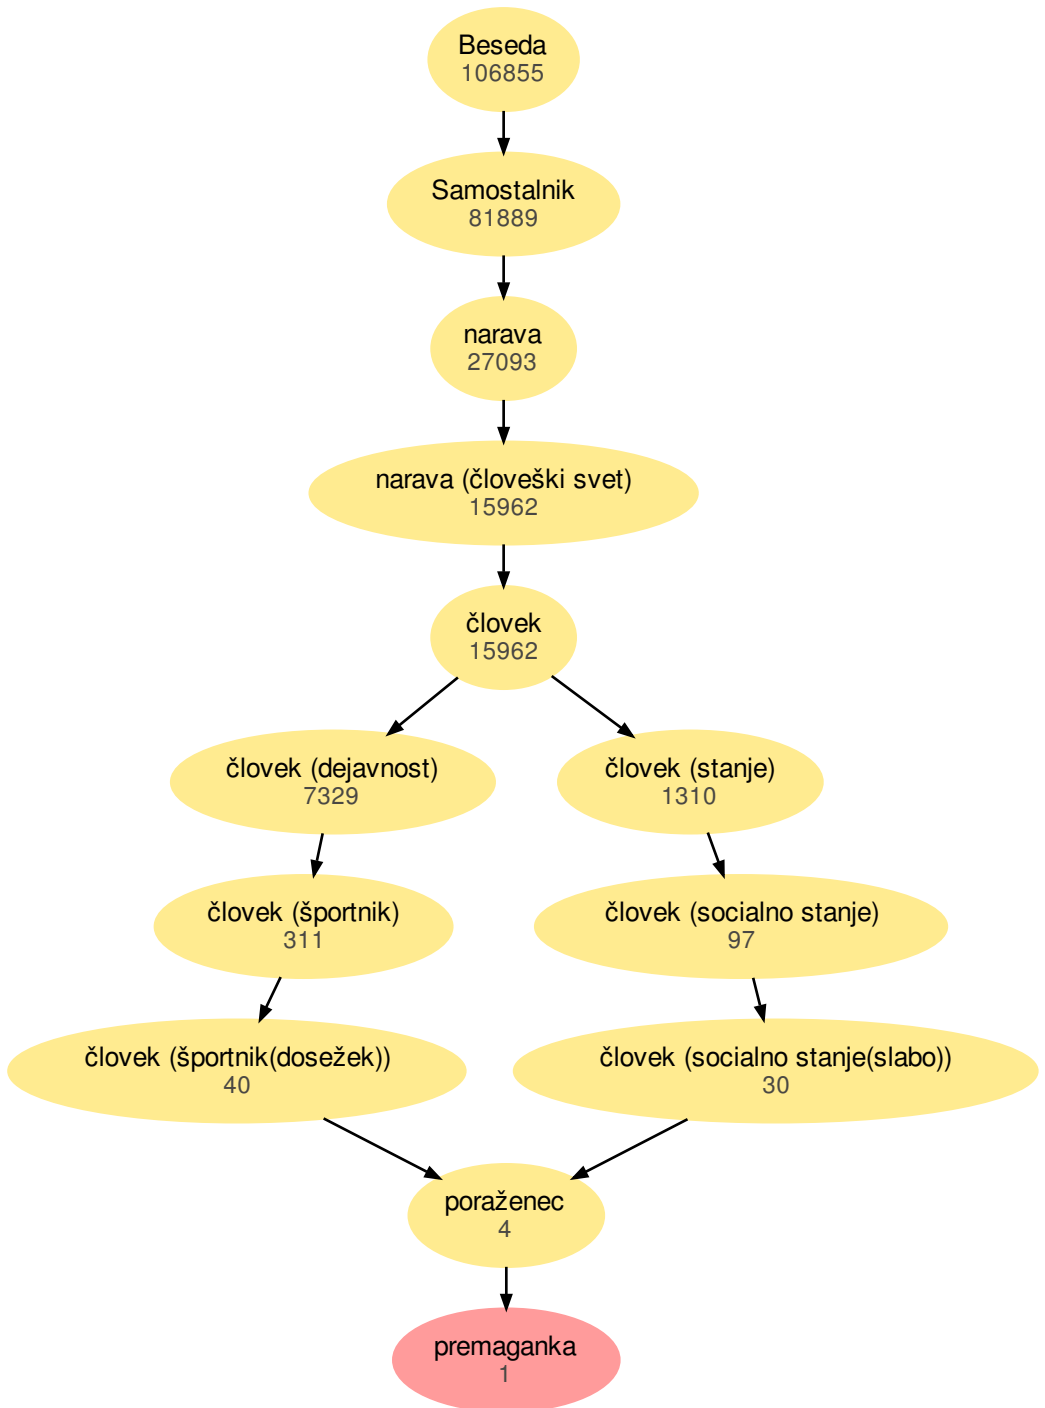 Beseda
106855
Samostalnik
81889
narava
27093
narava (človeški svet)
15962
človek
15962
človek (dejavnost)
7329
človek (stanje)
1310
človek (športnik)
311
človek (socialno stanje)
97
človek (športnik(dosežek))
40
človek (socialno stanje(slabo))
30
poraženec
4
premaganka
1